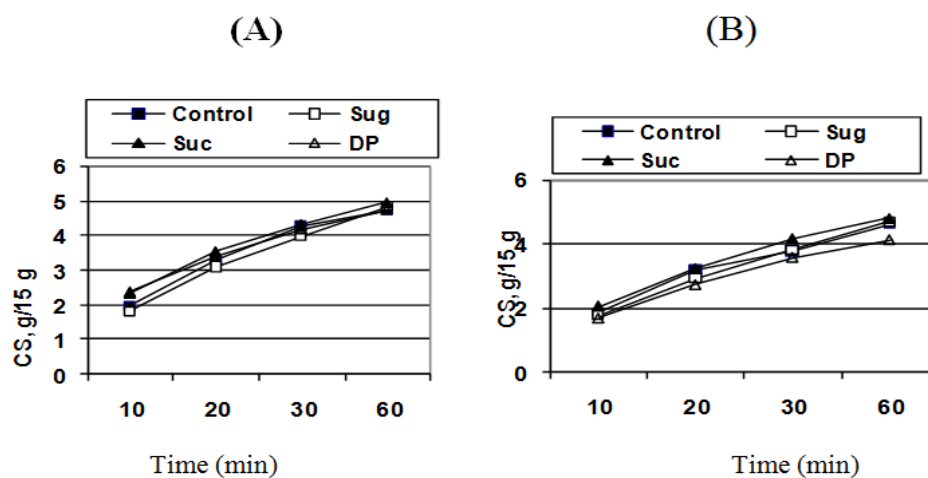 (A)
Control Sug
Suc DP
6
5
4
3
2
1
0
CS, g/15 g
10 20 30 60
Time (min)
(B)
Control Sug
Suc DP
6
4
2
0
CS, g/15 g
10 20 30 60
Time (min)